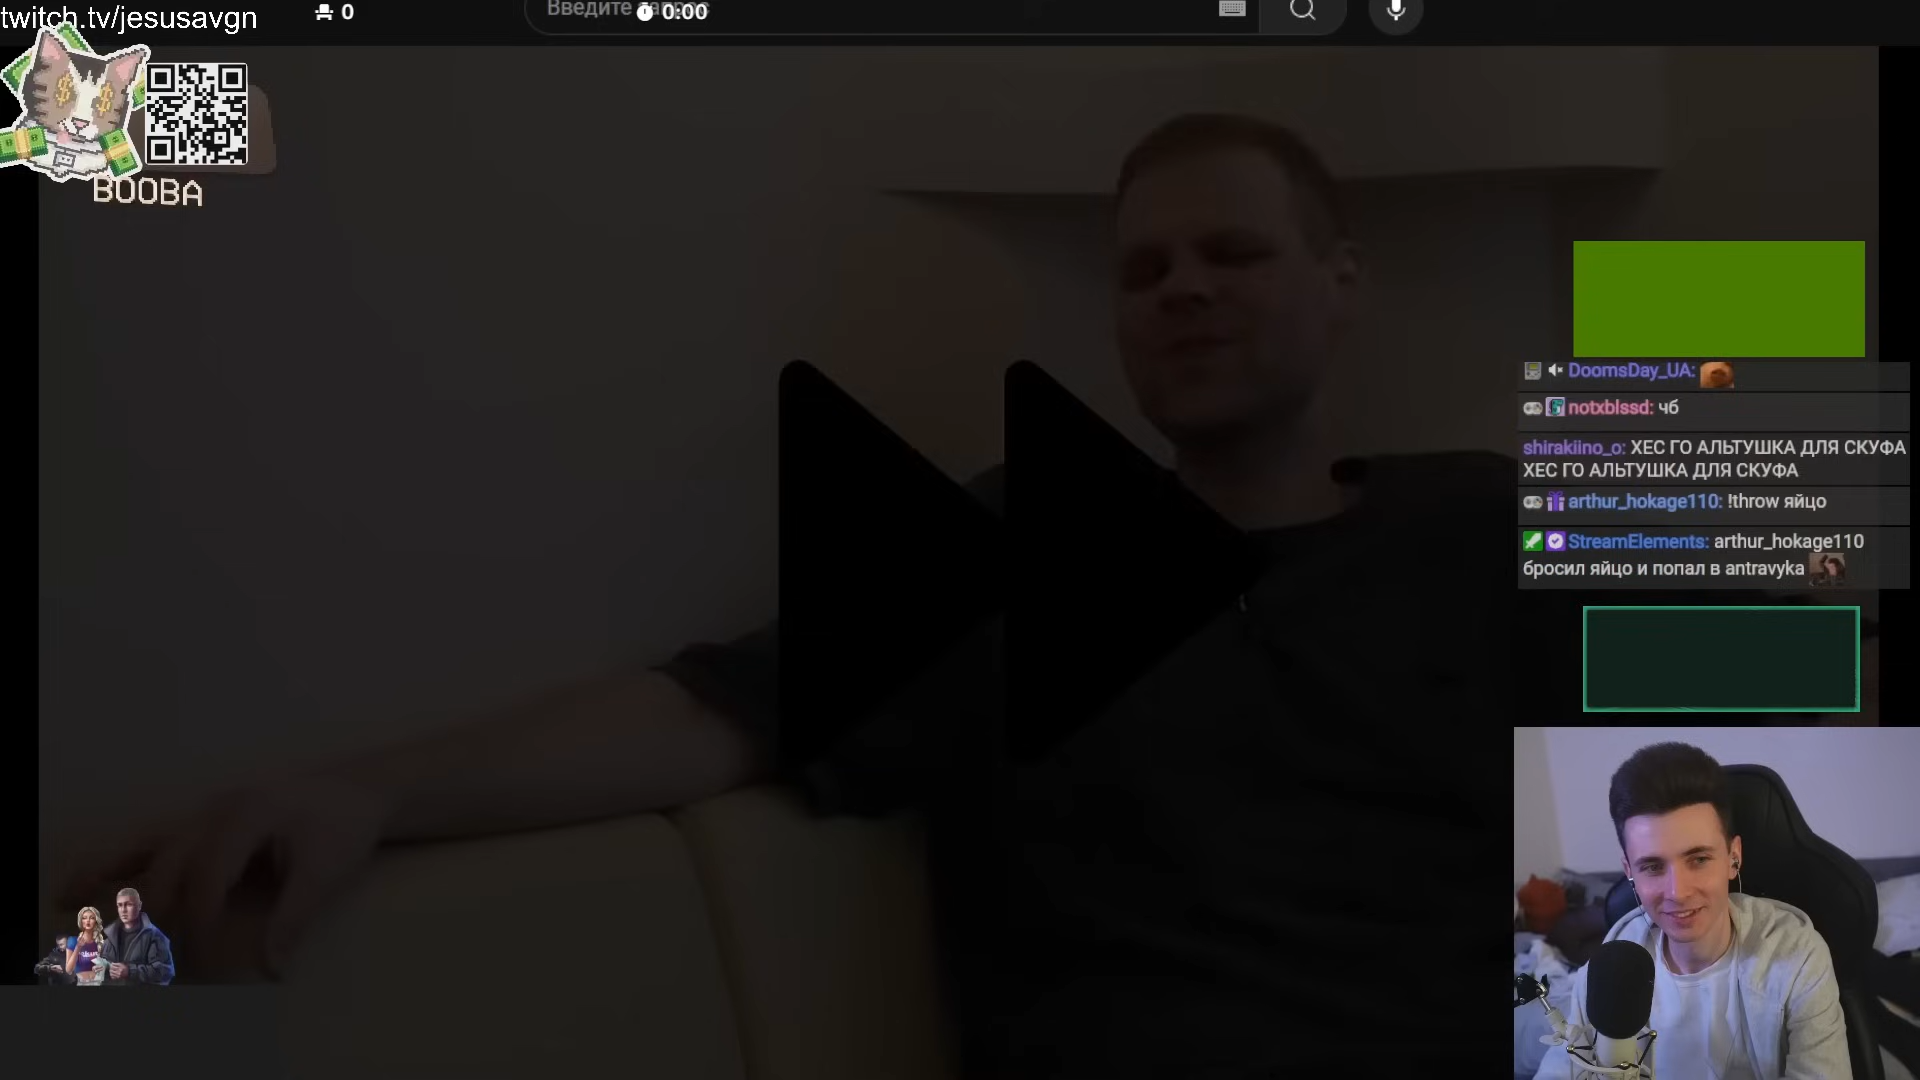 twitch.tv/jesusavgn
0
Введите запрос
0:00
BOOBA
DoomsDay_UA:
notxblssd: чб
shirakiino_o: ХЕС ГО АЛЬТУШКА ДЛЯ СКУФА
ХЕС ГО АЛЬТУШКА ДЛЯ СКУФА
arthur_hokage110: !throw яйцо
StreamElements: arthur_hokage110
бросил яйцо и попал в antravyka